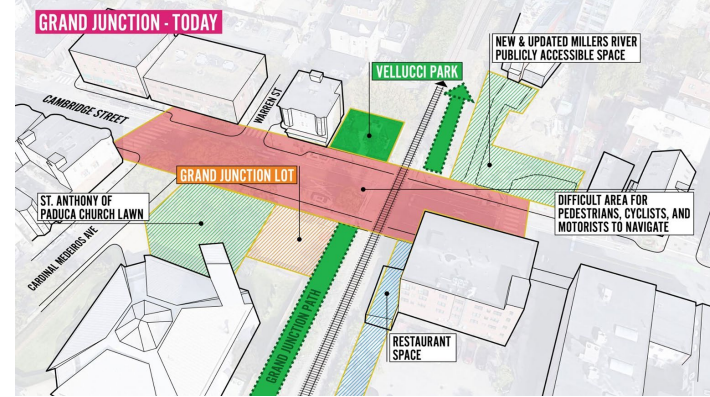 GRAND JUNCTION - TODAY
NEW & UPDATED MILLERS RIVER
PUBLICLY ACCESSIBLE SPACE
VELLUCCI PARK
CAMBRIDGE STREET
WARREN ST
GRAND JUNCTION LOT
ST. ANTHONY OF
PADUCA CHURCH LAWN
DIFFICULT AREA FOR
PEDESTRIANS, CYCLISTS, AND
MOTORISTS TO NAVIGATE
CARDINAL MEDEIROS AVE
GRAND JUNCTION PATH
RESTAURANT
SPACE